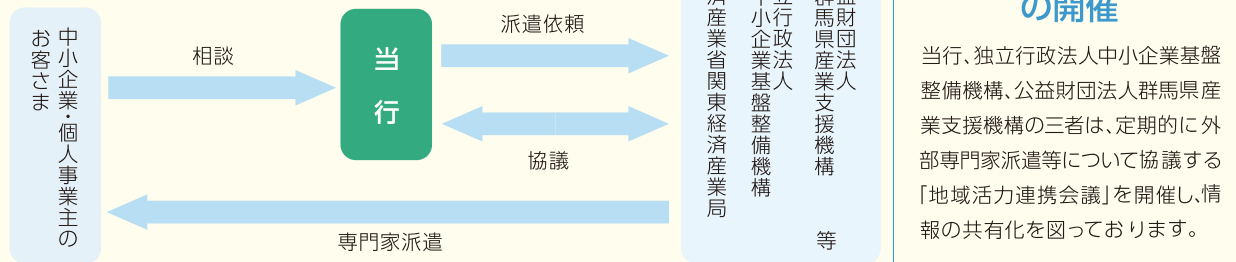 中小企業・個人事業主の
お客さま
相談
当
行
派遣依頼
協議
専門家派遣
益財団法人
群馬県産業支援機構　等
立行政法人
中小企業基盤整備機構
済産業省関東経済産業局
の開催
当行、独立行政法人中小企業基盤
整備機構、公益財団法人群馬県産
業支援機構の三者は、定期的に外
部専門家派遣等について協議する
「地域活力連携会議」を開催し、情
報の共有化を図っております。